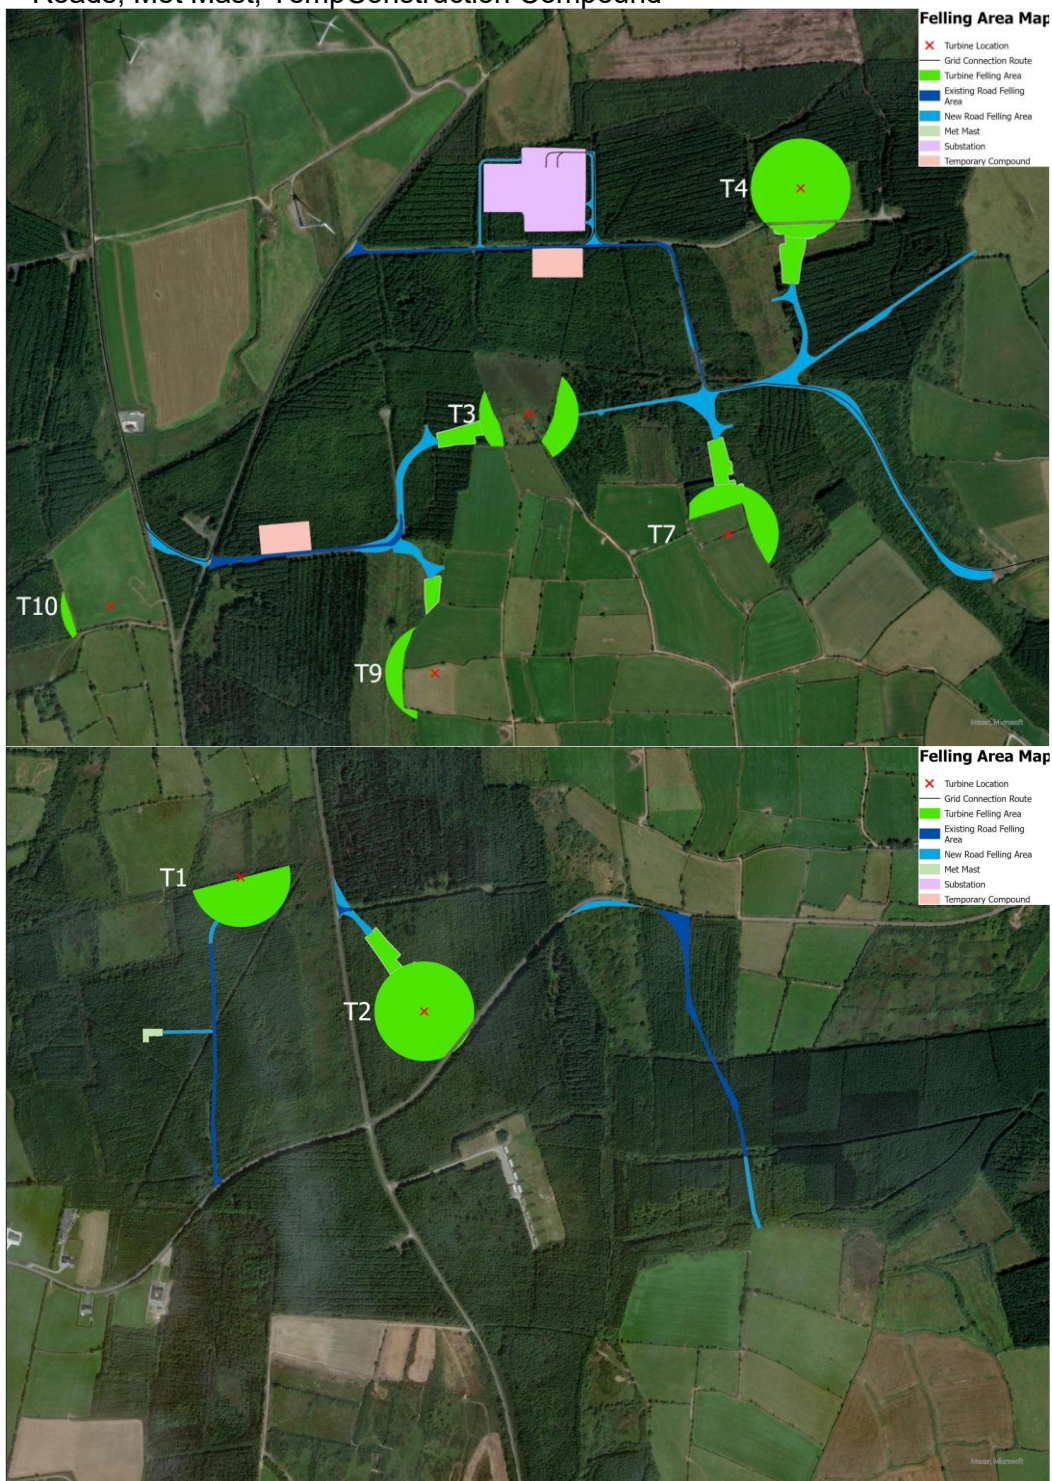 Roads, Met Mast, TempConstruction Compound
Felling Area Map
Turbine Location
Grid Connection Route
Turbine Felling Area
Existing Road Felling
Area
New Road Felling Area
Met Mast
Substation
Temporary Compound
T4
T3
T7
T10
T9
Maxar, Microsoft
Felling Area Map
Turbine Location
Grid Connection Route
Turbine Felling Area
Existing Road Felling
Area
New Road Felling Area
Met Mast
Substation
Temporary Compound
T1
T2
Maxar, Microsoft